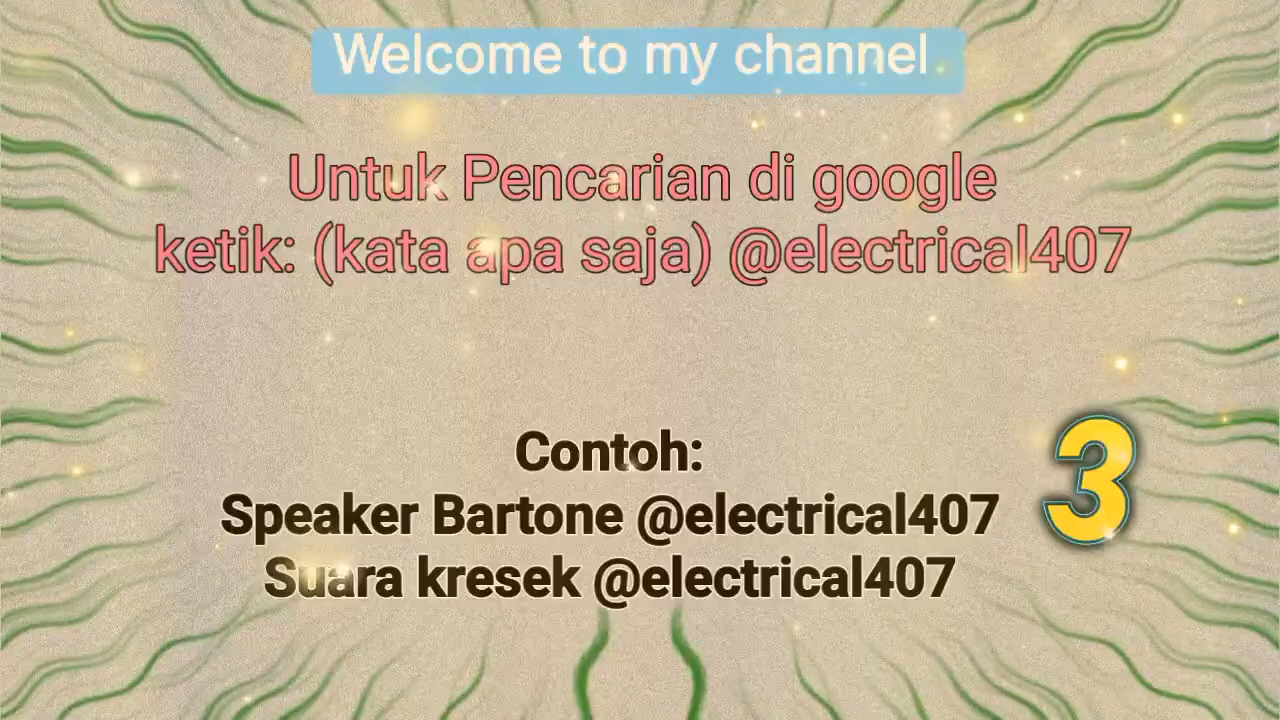 Welcome to my channel
Untuk Pencarian di google
ketik: (kata apa saja) @electrical407
Contoh:
Speaker Bartone @electrical407
Suara kresek @electrical407
3